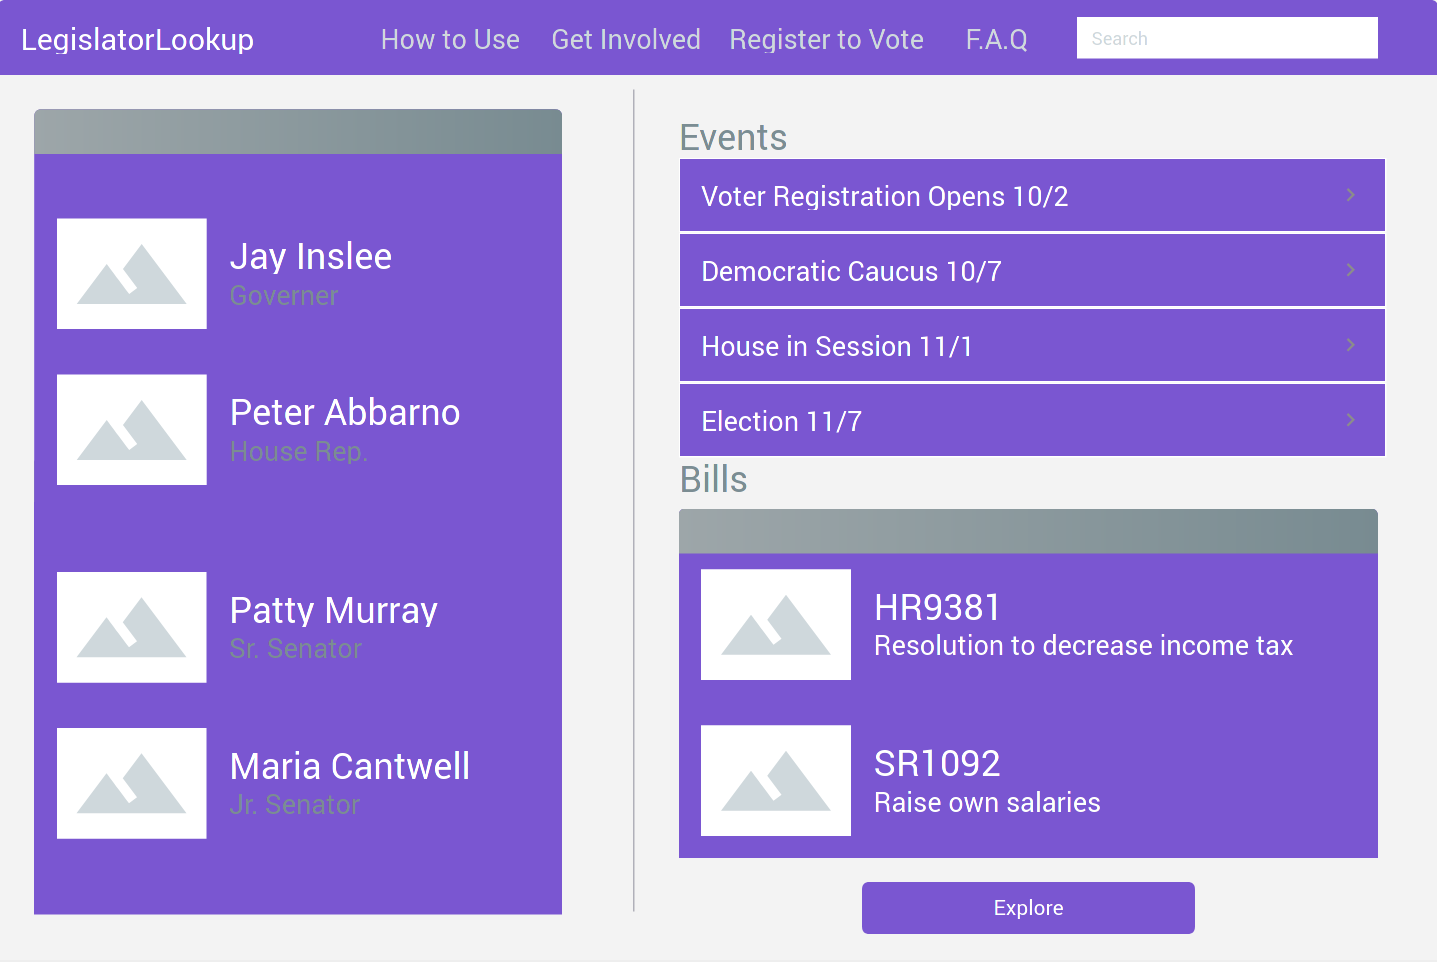 LegislatorLookup
How to Use
Get Involved
Register to Vote
F.A.Q
Search
Jay Inslee
Governer
Peter Abbarno
House Rep.
Patty Murray
Sr. Senator
Maria Cantwell
Jr. Senator
Events
Voter Registration Opens 10/2
Democratic Caucus 10/7
House in Session 11/1
Election 11/7
Bills
HR9381
Resolution to decrease income tax
SR1092
Raise own salaries
Explore